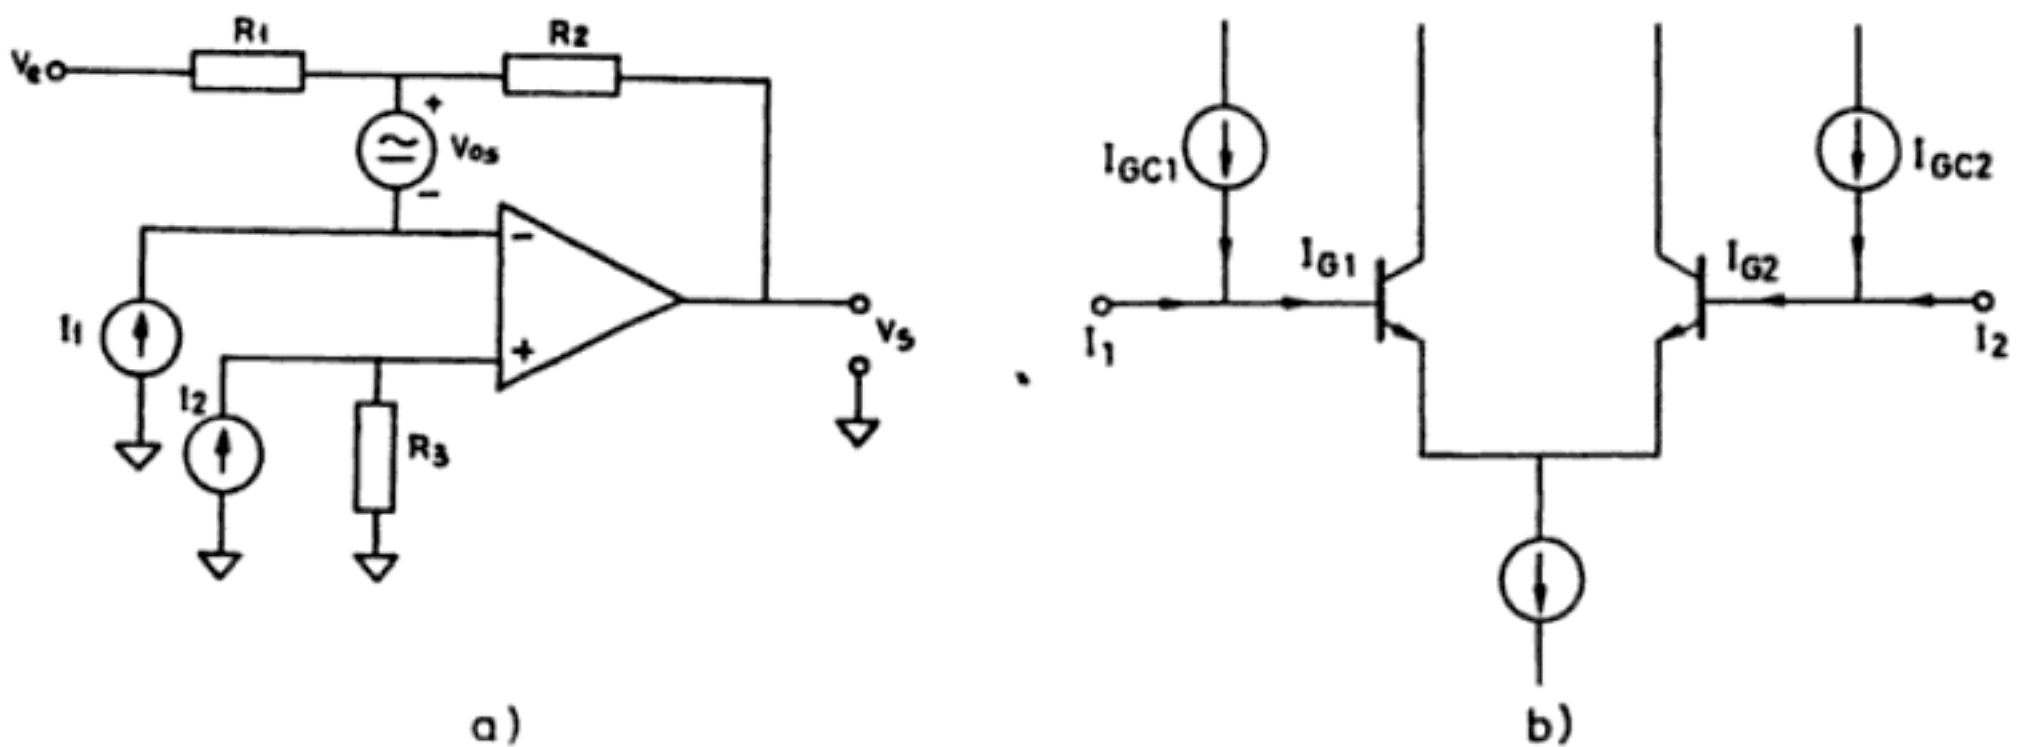 R1
R2
Ve
+
Vos
−
−
+
I1
I2
R3
Vs
a)
IGC1
IGC2
IG1
IG2
I1
I2
b)